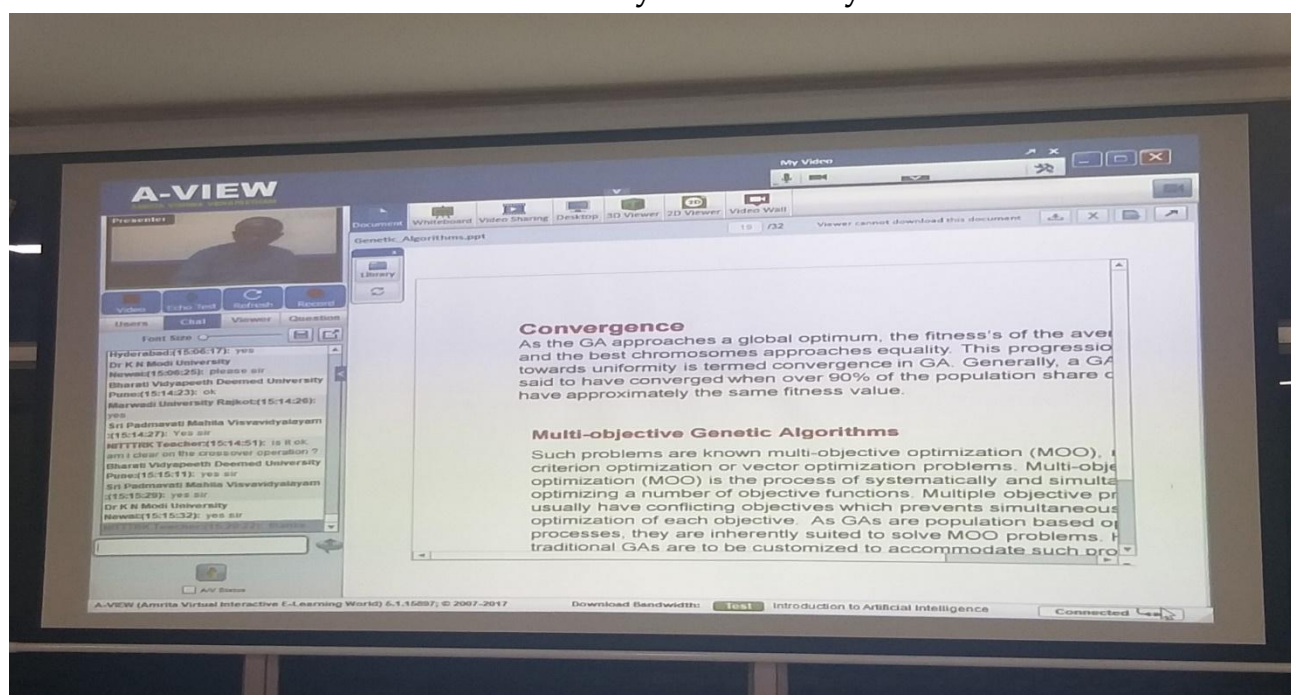 My Video
A-VIEW
AMRITA VISHWA VIDYAPEETHAM
Presenter
Document Whiteboard Video Sharing Desktop 3D Viewer 2D Viewer Video Wall
Genetic_Algorithms.ppt
19 /32 Viewer cannot download this document
Library
Video Echo Test Refresh Record
Users Chat Viewer Question
Font Size
Hyderabad:(15:06:17): yes
Dr K N Modi University
Newai:(15:06:25): please sir
Bharati Vidyapeeth Deemed University
Pune:(15:14:23): ok
Marwadi University Rajkot:(15:14:26):
yes
Sri Padmavati Mahila Visvavidyalayam
:(15:14:27): Yes sir
NITTTRK Teacher:(15:14:51): is it ok.
am i clear on the crossover operation ?
Bharati Vidyapeeth Deemed University
Pune:(15:15:11): yes sir
Sri Padmavati Mahila Visvavidyalayam
:(15:15:29): yes sir
Dr K N Modi University
Newai:(15:15:32): yes sir
NITTTRK Teacher:
A/V Status
Convergence
As the GA approaches a global optimum, the fitness's of the aver
and the best chromosomes approaches equality. This progressio
towards uniformity is termed convergence in GA. Generally, a GA
said to have converged when over 90% of the population share
have approximately the same fitness value.
Multi-objective Genetic Algorithms
Such problems are known multi-objective optimization (MOO),
criterion optimization or vector optimization problems. Multi-obje
optimization (MOO) is the process of systematically and simulta
optimizing a number of objective functions. Multiple objective pr
usually have conflicting objectives which prevents simultaneous
optimization of each objective. As GAs are population based
processes, they are inherently suited to solve MOO problems.
traditional GAs are to be customized to accommodate such pro
A-VIEW (Amrita Virtual Interactive E-Learning World) © 2007-2017 Download Bandwidth: Test Introduction to Artificial Intelligence Connected